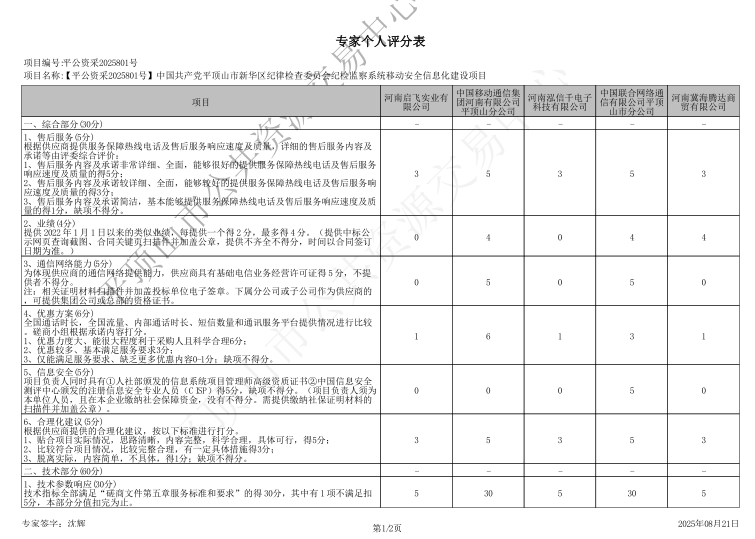 专家个人评分表
项目编号:平公资采2025801号
项目名称:【平公资采2025801号】中国共产党平顶山市新华区纪律检查委员会纪检监察系统移动安全信息化建设项目
项目 河南启飞实业有限公司 中国移动通信集团河南有限公司平顶山分公司 河南泓信千电子科技有限公司 中国联合网络通信有限公司平顶山市分公司 河南冀海腾达商贸有限公司
一、综合部分(30分) — — — — —
1、售后服务(5分)
根据供应商提供服务保障热线电话及售后服务响应速度及质量，详细的售后服务内容及
承诺等由评委综合评价:
1、售后服务内容及承诺非常详细、全面，能够很好的提供服务保障热线电话及售后服务
响应速度及质量的得5分；
2、售后服务内容及承诺较详细、全面，能够较好的提供服务保障热线电话及售后服务响
应速度及质量的得3分；
3、售后服务内容及承诺简洁，基本能够提供服务保障热线电话及售后服务响应速度及质
量的得1分，缺项不得分。
3 5 3 5 3
2、业绩(4分)
提供 2022 年 1 月 1 日以来的类似业绩，每提供一个得 2 分，最多得 4 分。（提供中标公
示网页查询截图、合同关键页扫描件并加盖公章，提供不齐全不得分，时间以合同签订
日期为准。）
0 4 0 4 4
3、通信网络能力(5分)
为体现供应商的通信网络提供能力，供应商具有基础电信业务经营许可证得 5 分，不提
供者不得分。
注：相关证明材料扫描件并加盖投标单位电子签章。下属分公司或子公司作为供应商的
，可提供集团公司或总部的资格证书。
0 5 0 5 0
4、优惠方案(6分)
全国通话时长，全国流量、内部通话时长、短信数量和通讯服务平台提供情况进行比较
。磋商小组根据承诺内容打分。
1、优惠力度大、能很大程度利于采购人且科学合理6分；
2、优惠较多、基本满足服务要求3分；
3、仅能满足服务要求、缺乏更多优惠内容0-1分；缺项不得分。
1 6 1 3 1
5、信息安全(5分)
项目负责人同时具有①人社部颁发的信息系统项目管理师高级资质证书②中国信息安全
测评中心颁发的注册信息安全专业人员（CISP）得5分。缺项不得分。（项目负责人须为
本单位人员，且在本企业缴纳社会保障资金，没有不得分。需提供缴纳社保证明材料的
扫描件并加盖公章）。
0 0 0 5 0
6、合理化建议(5分)
根据供应商提供的合理化建议，按以下标准进行打分。
1、贴合项目实际情况，思路清晰，内容完整，科学合理，具体可行，得5分；
2、比较符合项目情况，比较完整合理，有一定具体措施得3分；
3、脱离实际，内容简单，不具体，得1分；缺项不得分。
3 5 3 5 3
二、技术部分(60分) — — — — —
1、技术参数响应(30分)
技术指标全部满足“磋商文件第五章服务标准和要求”的得 30分，其中有 1 项不满足扣
5分，本部分分值扣完为止。
5 30 5 30 5
专家签字：沈辉
第1/2页
2025年08月21日
平顶山市公共资源交易中心
平顶山市公共资源交易中心